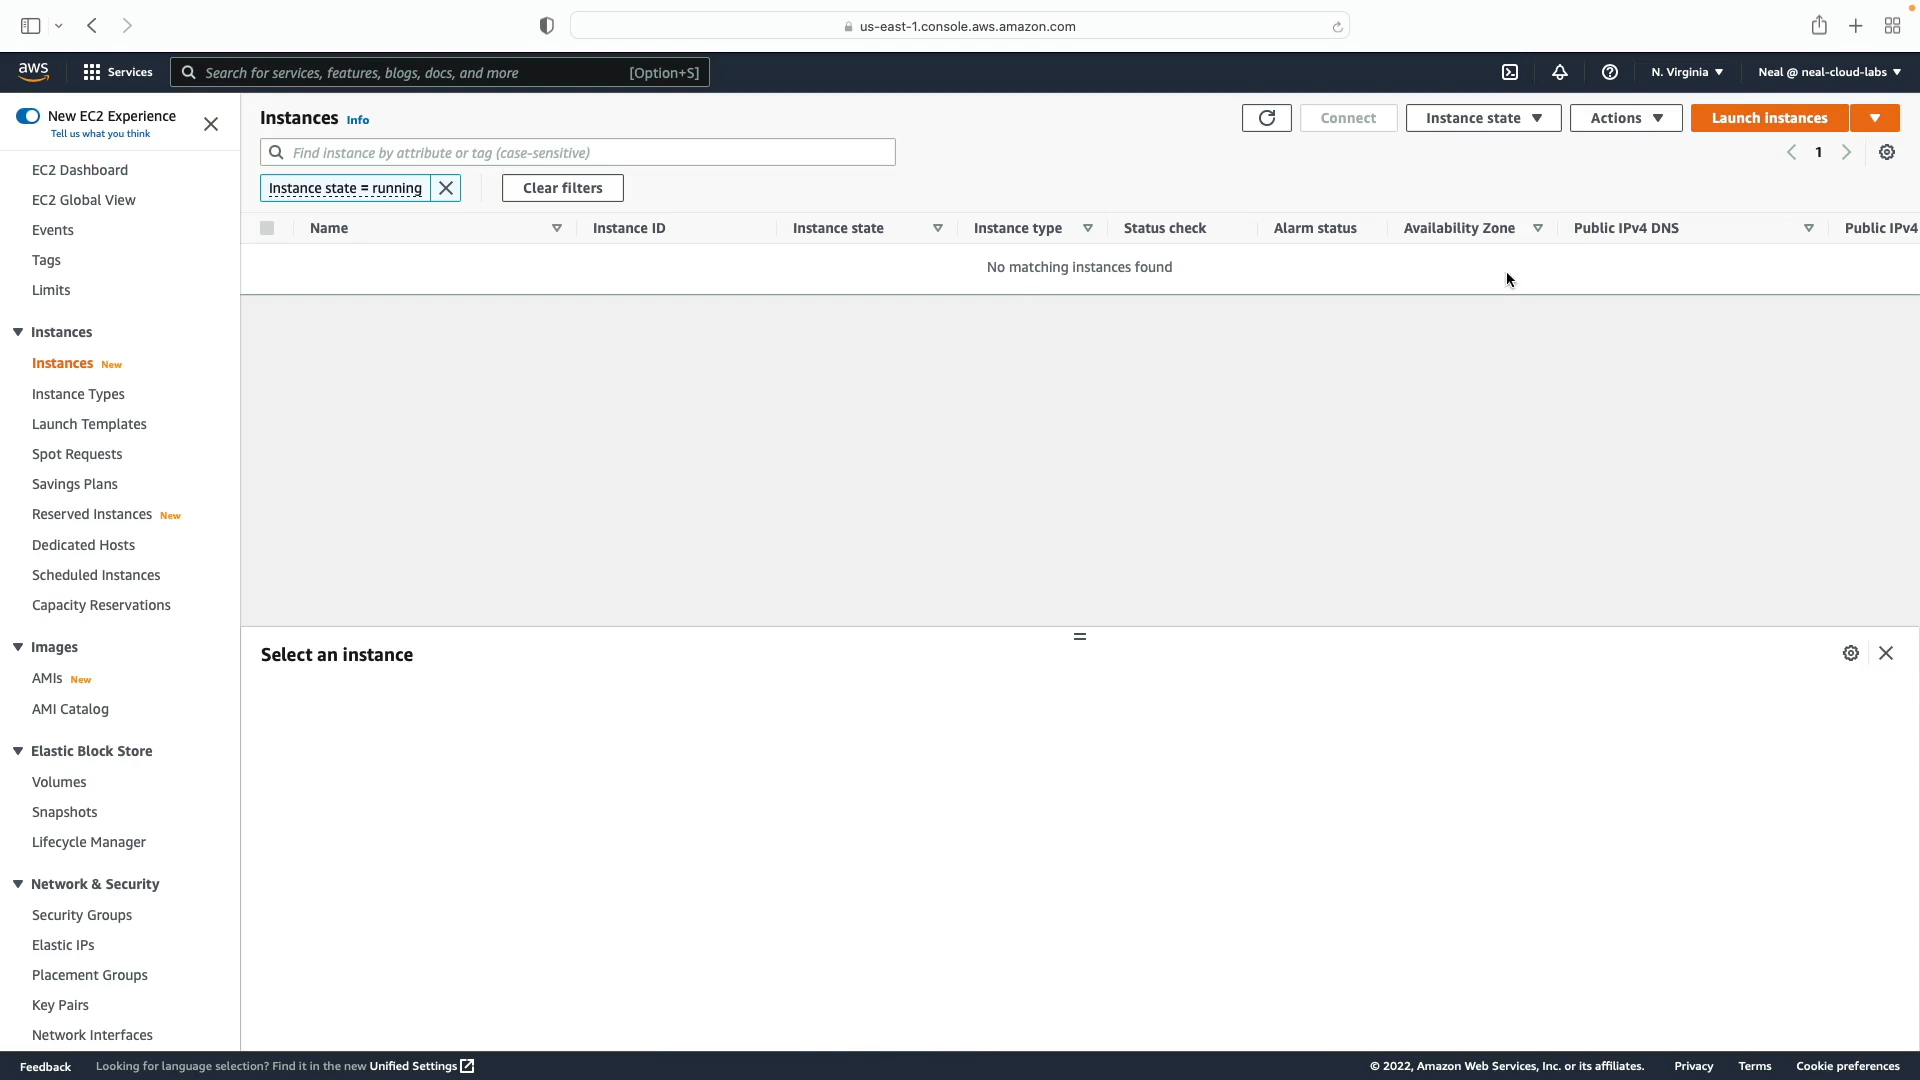 us-east-1.console.aws.amazon.com
aws
Services
Search for services, features, blogs, docs, and more
[Option+S]
N. Virginia
Neal @ neal-cloud-labs
New EC2 Experience
Tell us what you think
EC2 Dashboard
EC2 Global View
Events
Tags
Limits
Instances
Instances New
Instance Types
Launch Templates
Spot Requests
Savings Plans
Reserved Instances New
Dedicated Hosts
Scheduled Instances
Capacity Reservations
Images
AMIs New
AMI Catalog
Elastic Block Store
Volumes
Snapshots
Lifecycle Manager
Network & Security
Security Groups
Elastic IPs
Placement Groups
Key Pairs
Network Interfaces
Instances Info
Connect
Instance state
Actions
Launch instances
Find instance by attribute or tag (case-sensitive)
1
Instance state = running
Clear filters
Name
Instance ID
Instance state
Instance type
Status check
Alarm status
Availability Zone
Public IPv4 DNS
Public IPv4
No matching instances found
Select an instance
Feedback
Looking for language selection? Find it in the new Unified Settings
© 2022, Amazon Web Services, Inc. or its affiliates.
Privacy
Terms
Cookie preferences